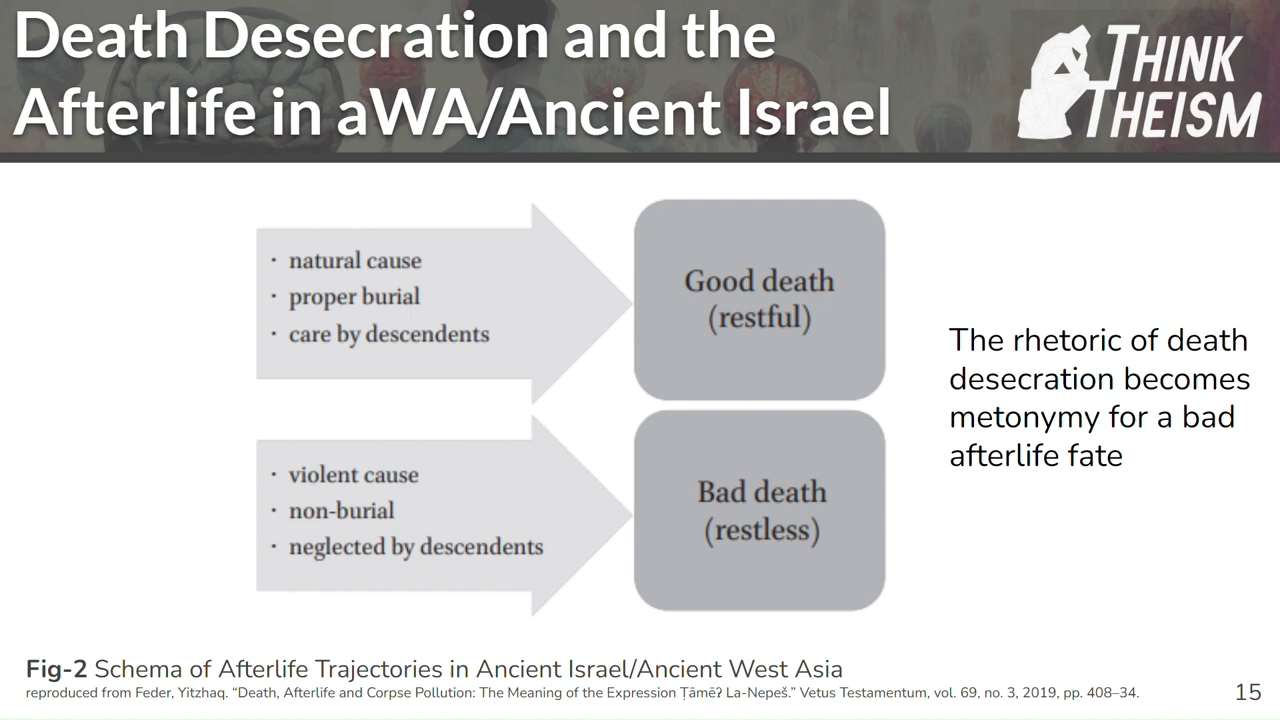 Death Desecration and the
Afterlife in aWA/Ancient Israel
THINK
THEISM
· natural cause
· proper burial
· care by descendents
Good death
(restful)
· violent cause
· non-burial
· neglected by descendents
Bad death
(restless)
The rhetoric of death
desecration becomes
metonymy for a bad
afterlife fate
Fig-2 Schema of Afterlife Trajectories in Ancient Israel/Ancient West Asia
reproduced from Feder, Yitzhaq. “Death, Afterlife and Corpse Pollution: The Meaning of the Expression Ṭāmēʔ La-Nepeš.” Vetus Testamentum, vol. 69, no. 3, 2019, pp. 408–34.
15